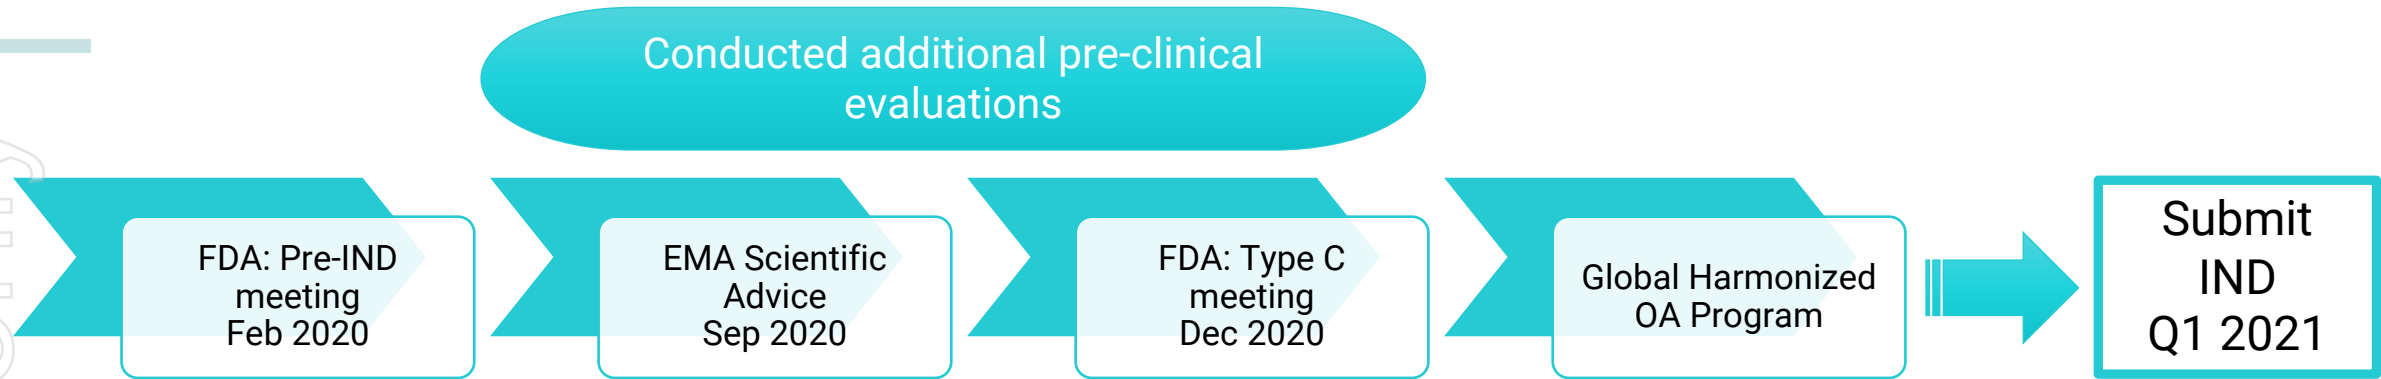 Conducted additional pre-clinical
evaluations
FDA: Pre-IND
meeting
Feb 2020
EMA Scientific
Advice
Sep 2020
FDA: Type C
meeting
Dec 2020
Global Harmonized
OA Program
Submit
IND
Q1 2021